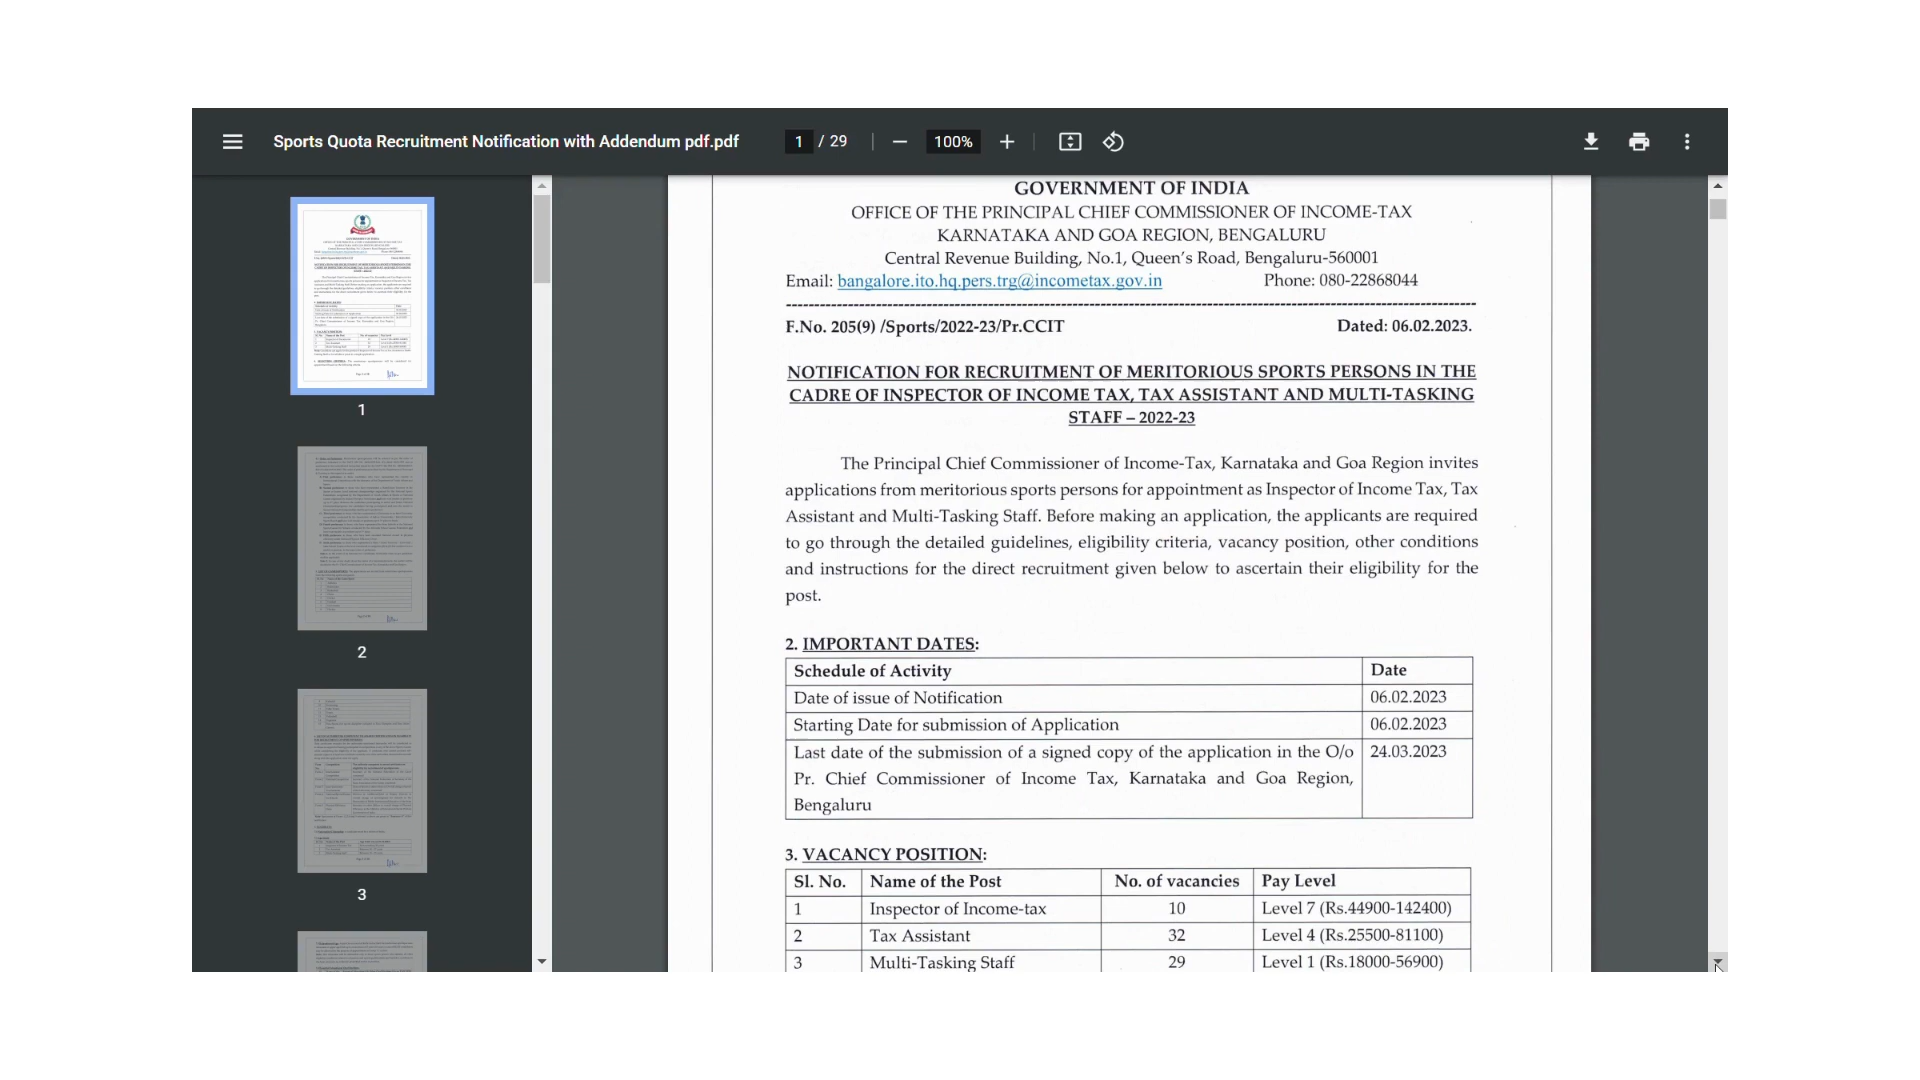 Sports Quota Recruitment Notification with Addendum pdf.pdf
1 / 29
100%
1
2
3
GOVERNMENT OF INDIA
OFFICE OF THE PRINCIPAL CHIEF COMMISSIONER OF INCOME-TAX
KARNATAKA AND GOA REGION, BENGALURU
Central Revenue Building, No.1, Queen's Road, Bengaluru-560001
Email: bangalore.ito.hq.pers.trg@incometax.gov.in Phone: 080-22868044
F.No. 205(9) /Sports/2022-23/Pr.CCIT Dated: 06.02.2023.
NOTIFICATION FOR RECRUITMENT OF MERITORIOUS SPORTS PERSONS IN THE
CADRE OF INSPECTOR OF INCOME TAX, TAX ASSISTANT AND MULTI-TASKING
STAFF – 2022-23
The Principal Chief Commissioner of Income-Tax, Karnataka and Goa Region invites
applications from meritorious sports persons for appointment as Inspector of Income Tax, Tax
Assistant and Multi-Tasking Staff. Before making an application, the applicants are required
to go through the detailed guidelines, eligibility criteria, vacancy position, other conditions
and instructions for the direct recruitment given below to ascertain their eligibility for the
post.
2. IMPORTANT DATES:
Schedule of Activity Date
Date of issue of Notification 06.02.2023
Starting Date for submission of Application 06.02.2023
Last date of the submission of a signed copy of the application in the O/o 24.03.2023
Pr. Chief Commissioner of Income Tax, Karnataka and Goa Region,
Bengaluru
3. VACANCY POSITION:
Sl. No. Name of the Post No. of vacancies Pay Level
1 Inspector of Income-tax 10 Level 7 (Rs.44900-142400)
2 Tax Assistant 32 Level 4 (Rs.25500-81100)
3 Multi-Tasking Staff 29 Level 1 (Rs.18000-56900)